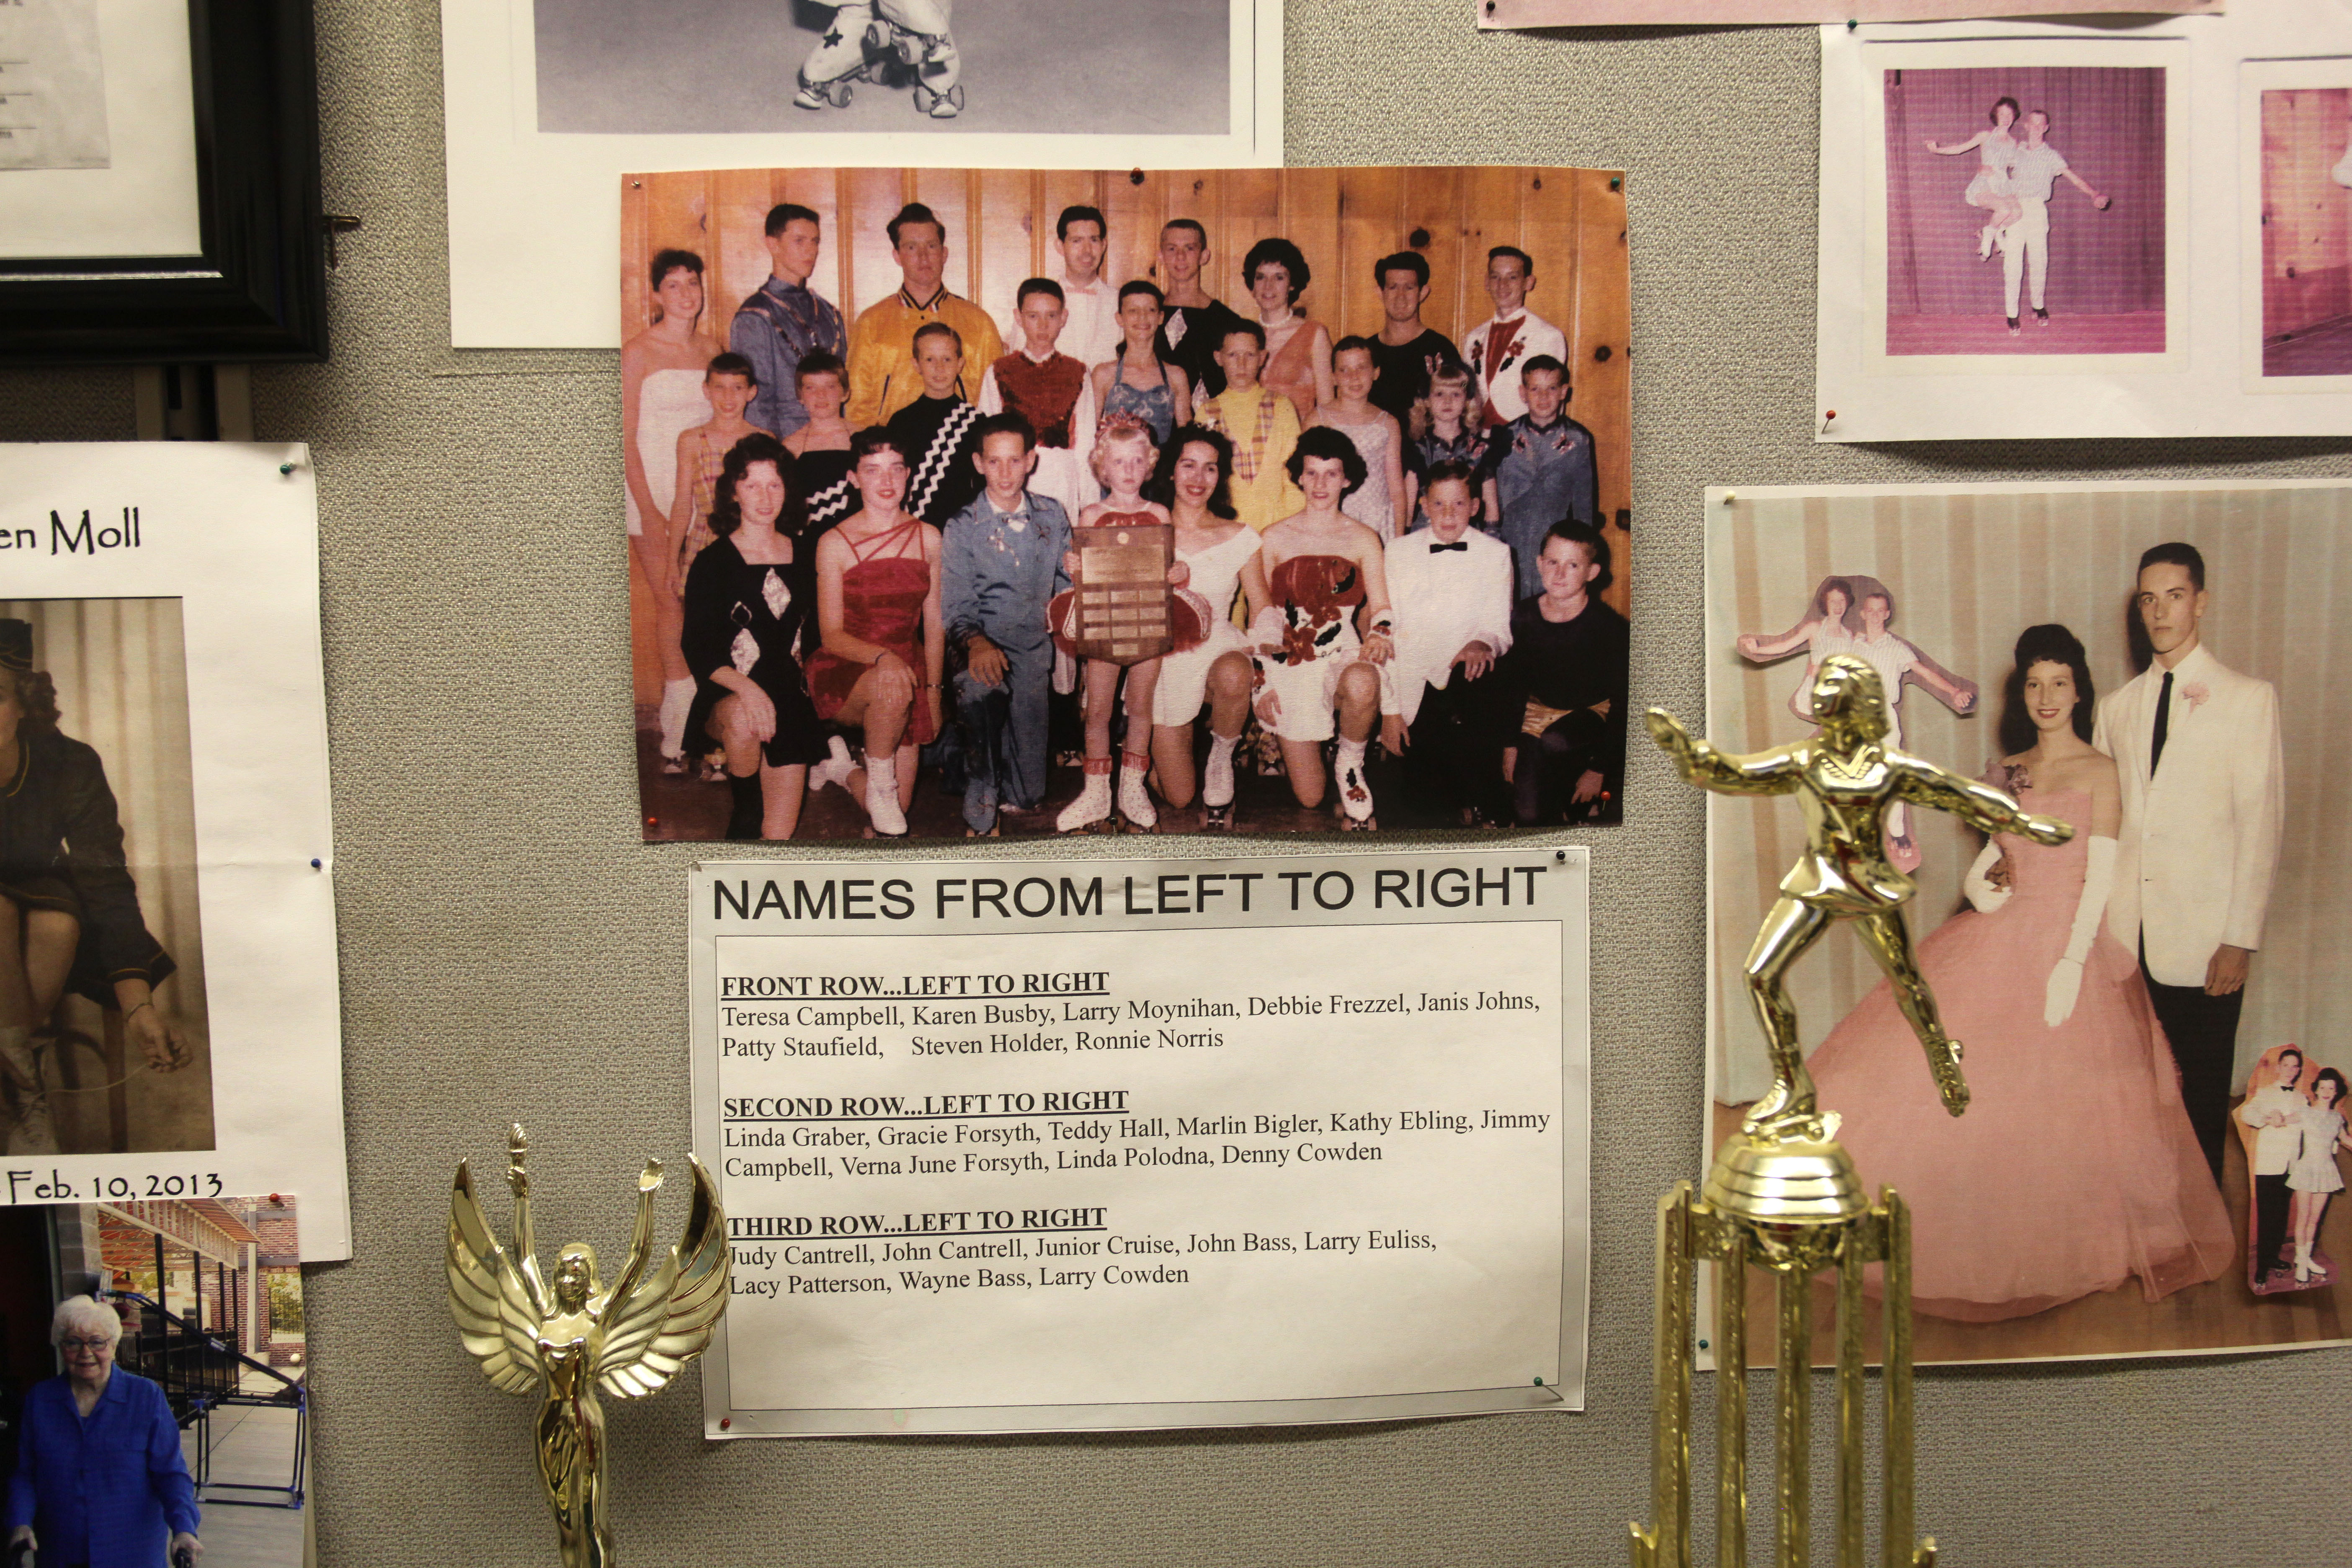 en Moll
Feb. 10, 2013
NAMES FROM LEFT TO RIGHT
FRONT ROW...LEFT TO RIGHT
Teresa Campbell, Karen Busby, Larry Moynihan, Debbie Frezzel, Janis Johns,
Patty Staufield, Steven Holder, Ronnie Norris
SECOND ROW...LEFT TO RIGHT
Linda Graber, Gracie Forsyth, Teddy Hall, Marlin Bigler, Kathy Ebling, Jimmy
Campbell, Verna June Forsyth, Linda Polodna, Denny Cowden
THIRD ROW...LEFT TO RIGHT
Judy Cantrell, John Cantrell, Junior Cruise, John Bass, Larry Euliss,
Lacy Patterson, Wayne Bass, Larry Cowden